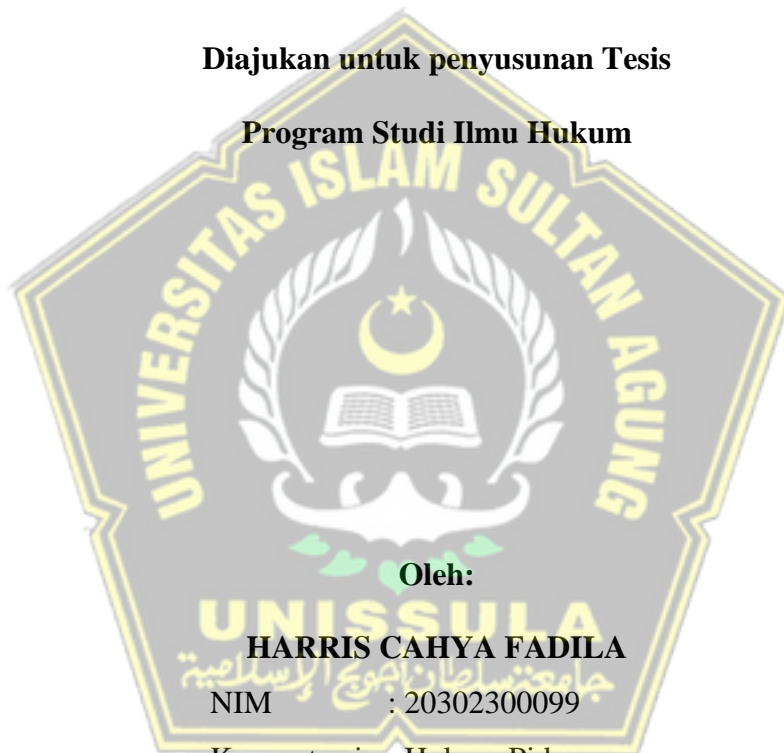 Diajukan untuk penyusunan Tesis
Program Studi Ilmu Hukum
UNIVERSITAS ISLAM SULTAN AGUNG
Oleh:
UNISSULA
HARRIS CAHYA FADILA
جامعة سلطان أجونج الإسلامية
NIM : 20302300099